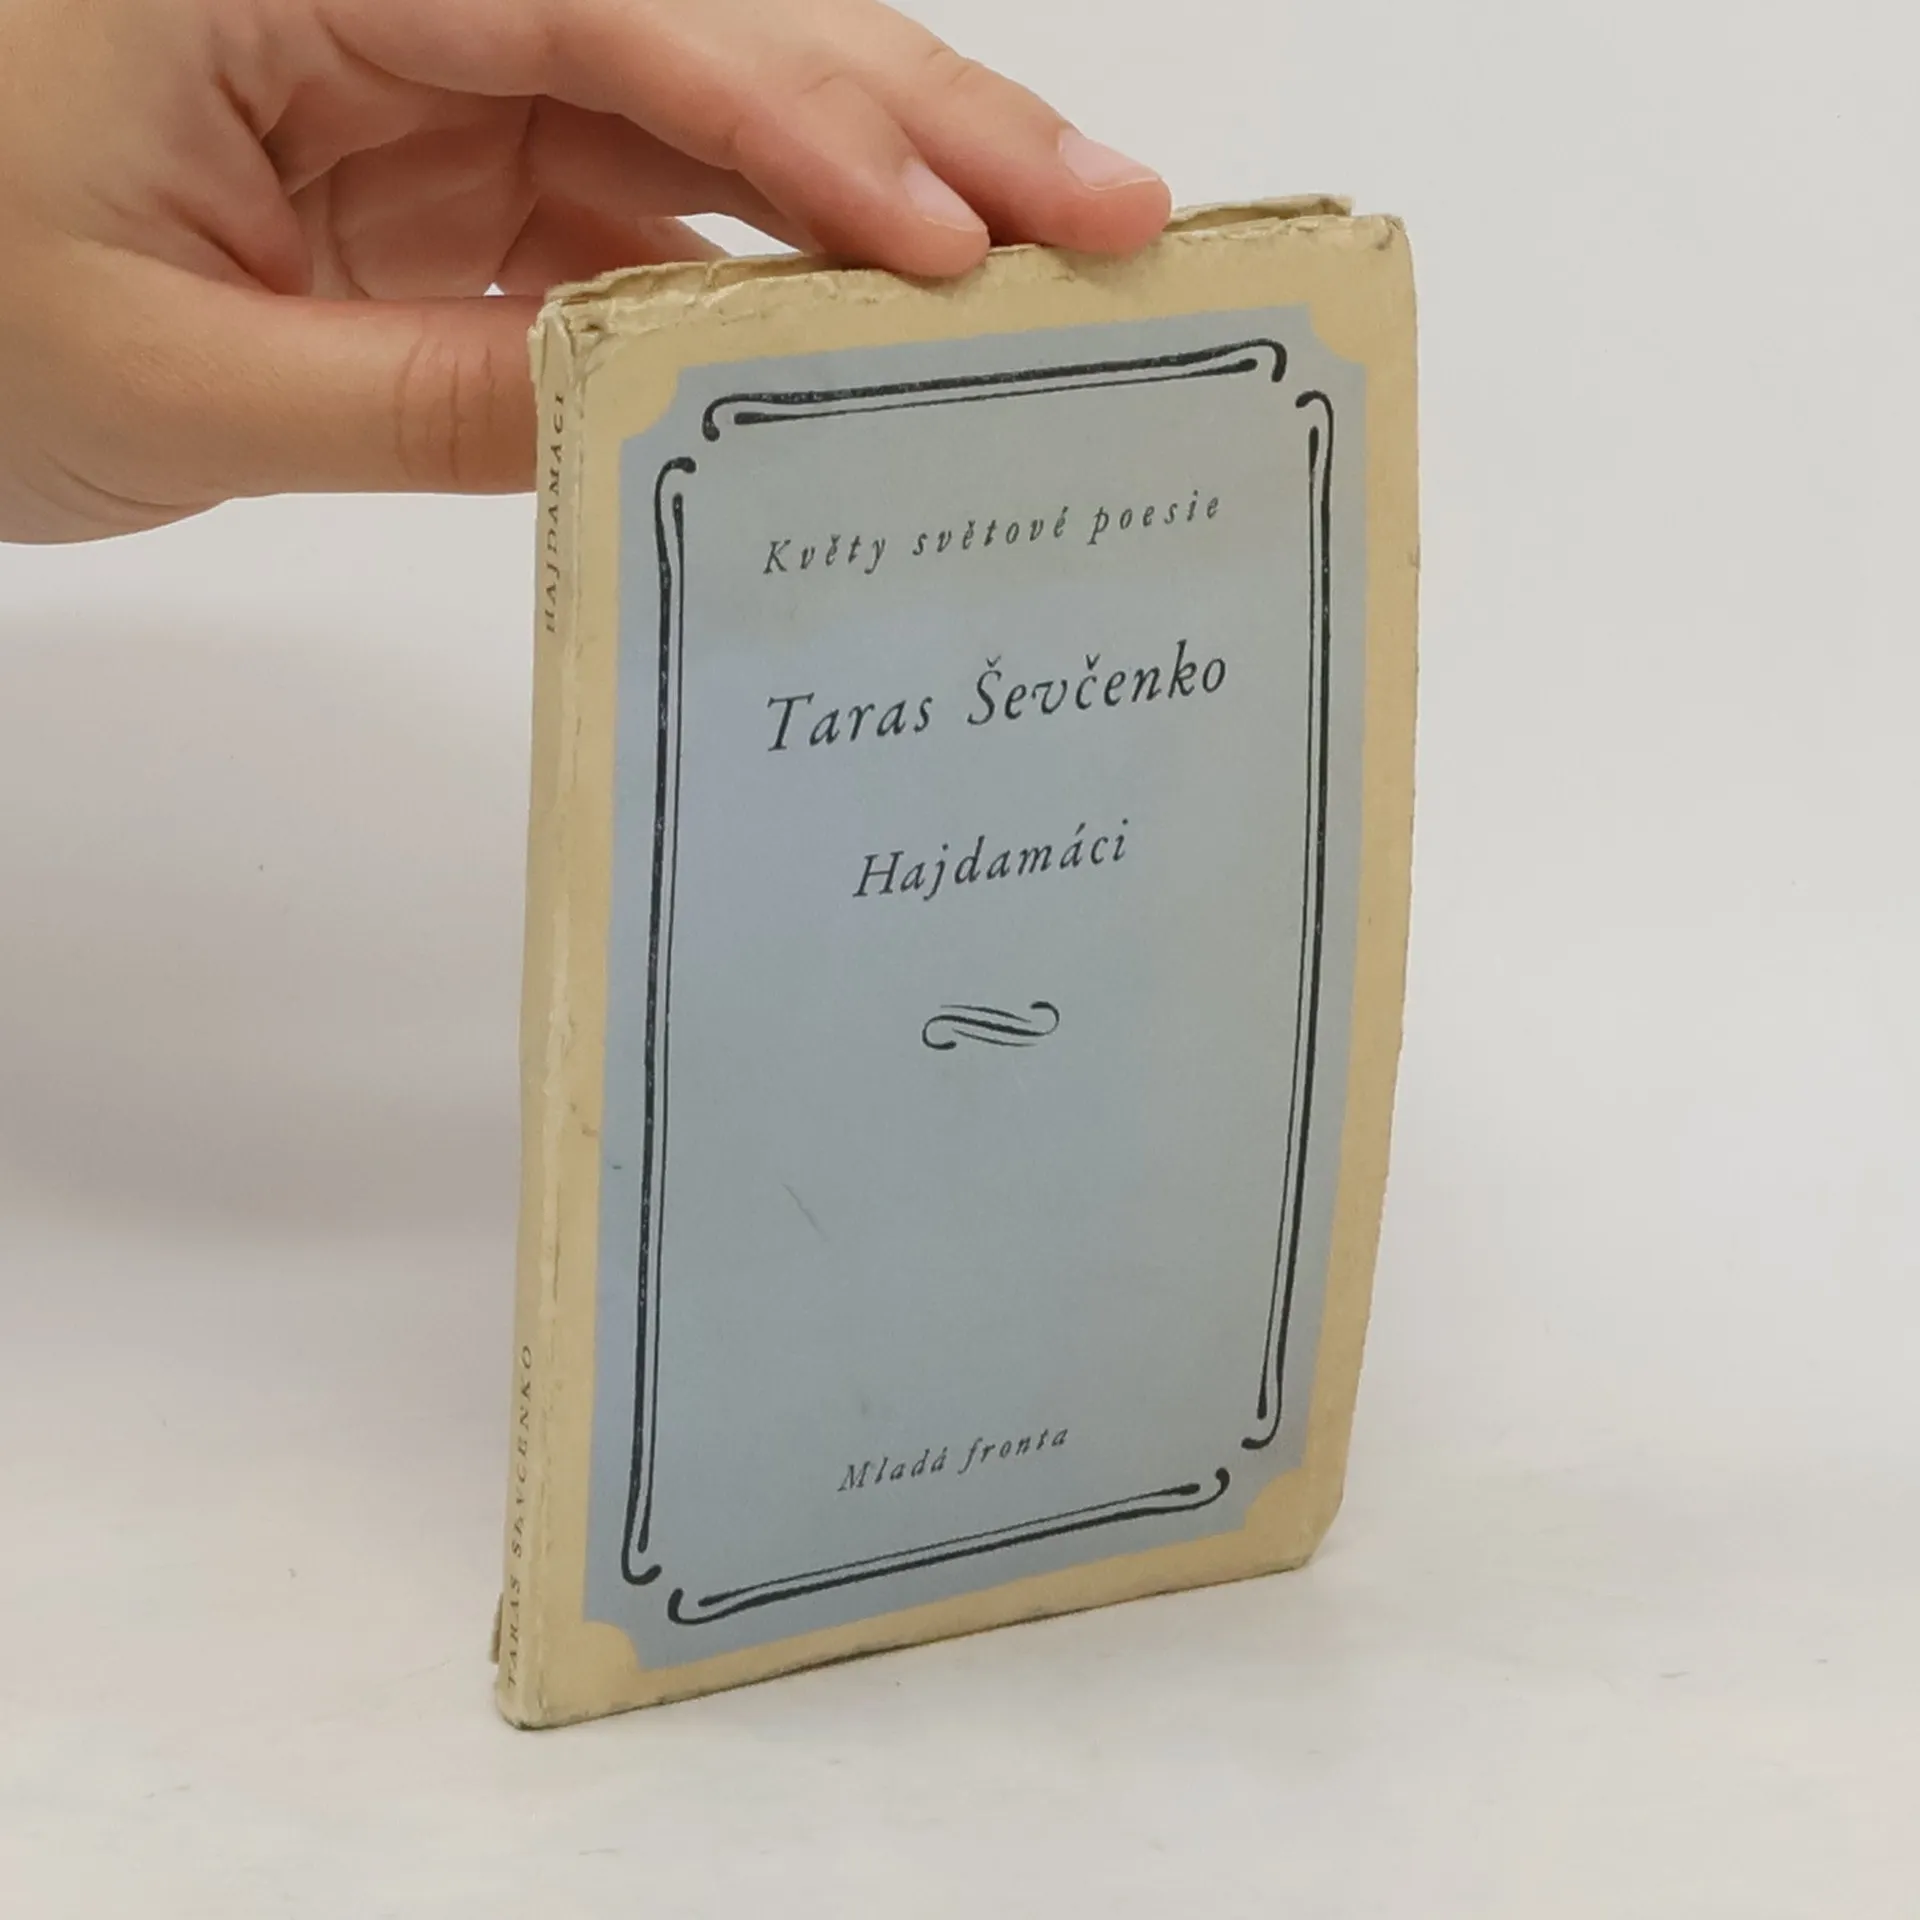 Květy světové poesie
Taras Ševčenko
Hajdamáci
Mladá fronta
TARAS ŠEVČENKO
HAJDAMÁCI